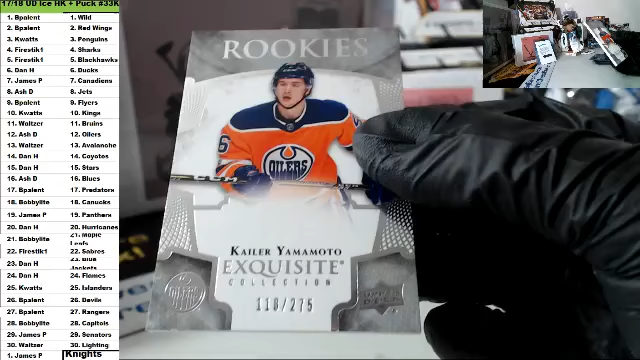 17/18 UD Ice HK + Puck #33K
1. Bpalent 1. Wild
2. Bpalent 2. Red Wings
3. Kwatts 3. Penguins
4. Firestik1 4. Sharks
5. Firestik1 5. Blackhawks
6. Dan H 6. Ducks
7. James P 7. Canadiens
8. Ash D 8. Jets
9. Bpalent 9. Flyers
10. Kwatts 10. Kings
11. Waltzer 11. Bruins
12. Ash D 12. Oilers
13. Waltzer 13. Avalanche
14. Dan H 14. Coyotes
15. Dan H 15. Stars
16. Ash D 16. Blues
17. Bpalent 17. Predators
18. Bobbylite 18. Canucks
19. James P 19. Panthers
20. Dan H 20. Hurricanes
21. Bobbylite 21. Maple Leafs
22. Firestik1 22. Sabres
23. Dan H 23. Blue Jackets
24. Dan H 24. Flames
25. Kwatts 25. Islanders
26. Bpalent 26. Devils
27. Bpalent 27. Rangers
28. Bobbylite 28. Capitols
29. James P 29. Senators
30. Waltzer 30. Lighting
1. James P Knights
ROOKIES
OILERS
KAILER YAMAMOTO
EXQUISITE
COLLECTION
118/275
UPPER DECK